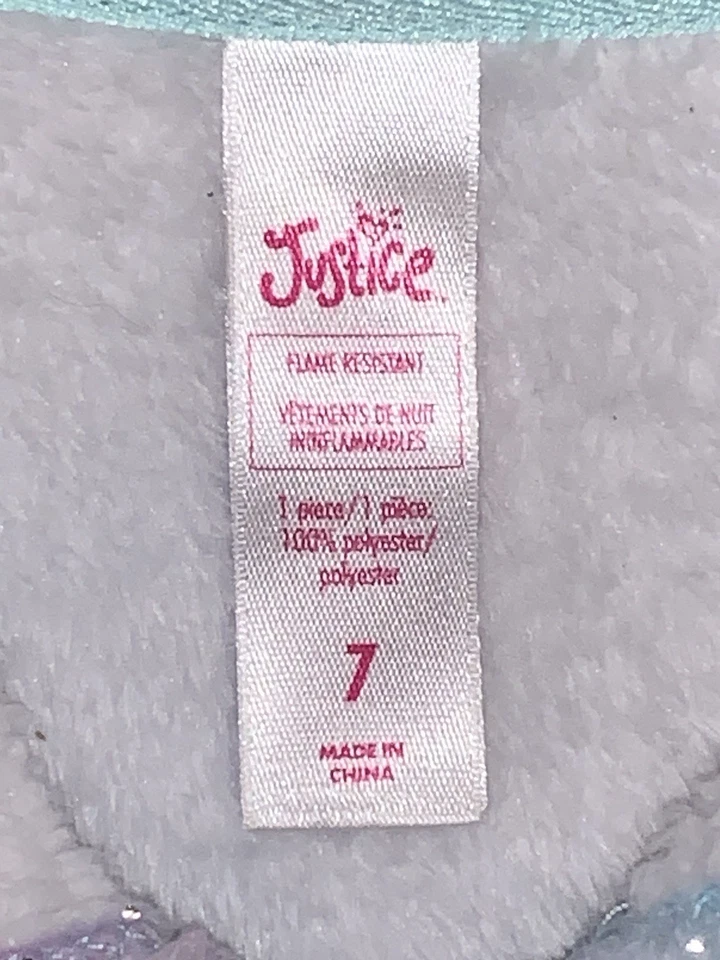 Justice
FLAME RESISTANT
VÊTEMENTS DE NUIT
ININFLAMMABLES
1 piece/1 pièce:
100% polyester/
polyester
7
MADE IN
CHINA